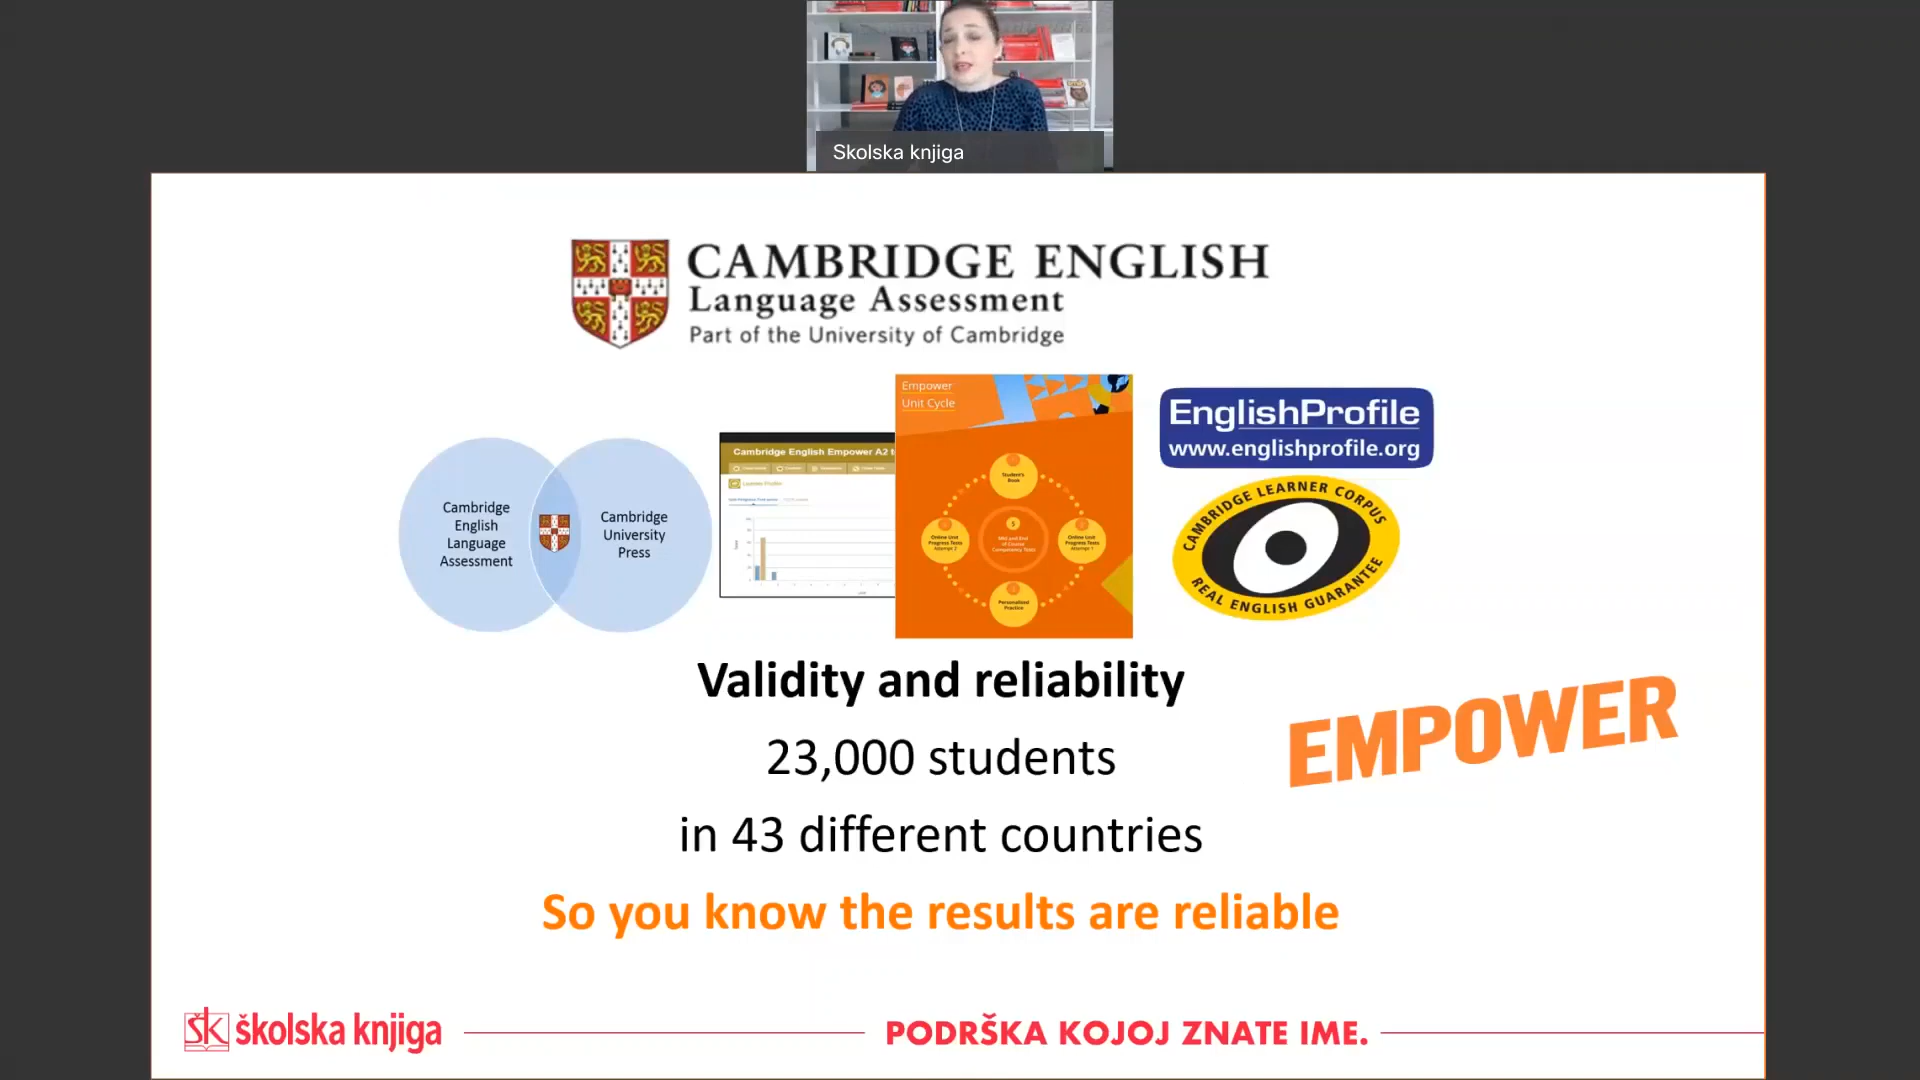 Skolska knjiga
CAMBRIDGE ENGLISH
Language Assessment
Part of the University of Cambridge
Empower
Unit Cycle
EnglishProfile
www.englishprofile.org
Cambridge English Empower A2
Cambridge
English
Language
Assessment
Cambridge
University
Press
Student's
Book
Online Unit
Progress Tests
Attempt 2
Mid and End
of Course
Competency Tests
Online Unit
Progress Tests
Attempt 1
Personalised
Practice
CAMBRIDGE LEARNER CORPUS
REAL ENGLISH GUARANTEE
Validity and reliability
23,000 students
in 43 different countries
So you know the results are reliable
EMPOWER
ŠK školska knjiga
PODRŠKA KOJOJ ZNATE IME.